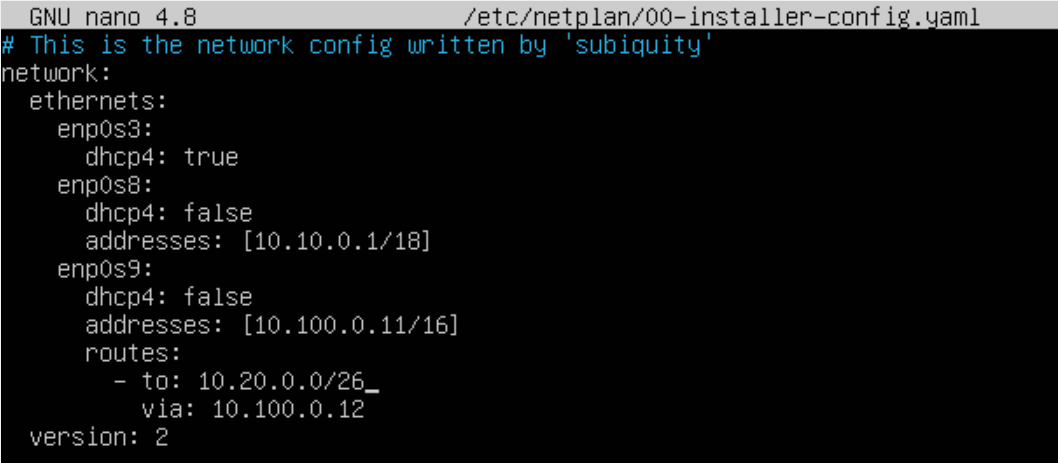 GNU nano 4.8 /etc/netplan/00-installer-config.yaml
# This is the network config written by 'subiquity'
network:
  ethernets:
    enp0s3:
      dhcp4: true
    enp0s8:
      dhcp4: false
      addresses: [10.10.0.1/18]
    enp0s9:
      dhcp4: false
      addresses: [10.100.0.11/16]
      routes:
        - to: 10.20.0.0/26
          via: 10.100.0.12
  version: 2